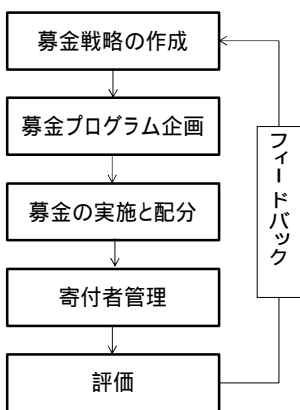 募金戦略の作成
募金プログラム企画
募金の実施と配分
寄付者管理
評価
フィードバック